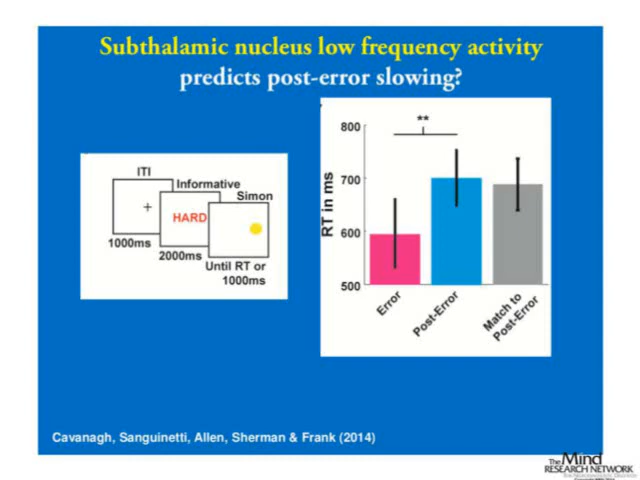 Subthalamic nucleus low frequency activity
predicts post-error slowing?
ITI
Informative
Simon
+
HARD
1000ms
2000ms
Until RT or
1000ms
**
800
700
600
500
RT in ms
Error
Post-Error
Match to
Post-Error
Cavanagh, Sanguinetti, Allen, Sherman & Frank (2014)
The Mind
RESEARCH NETWORK